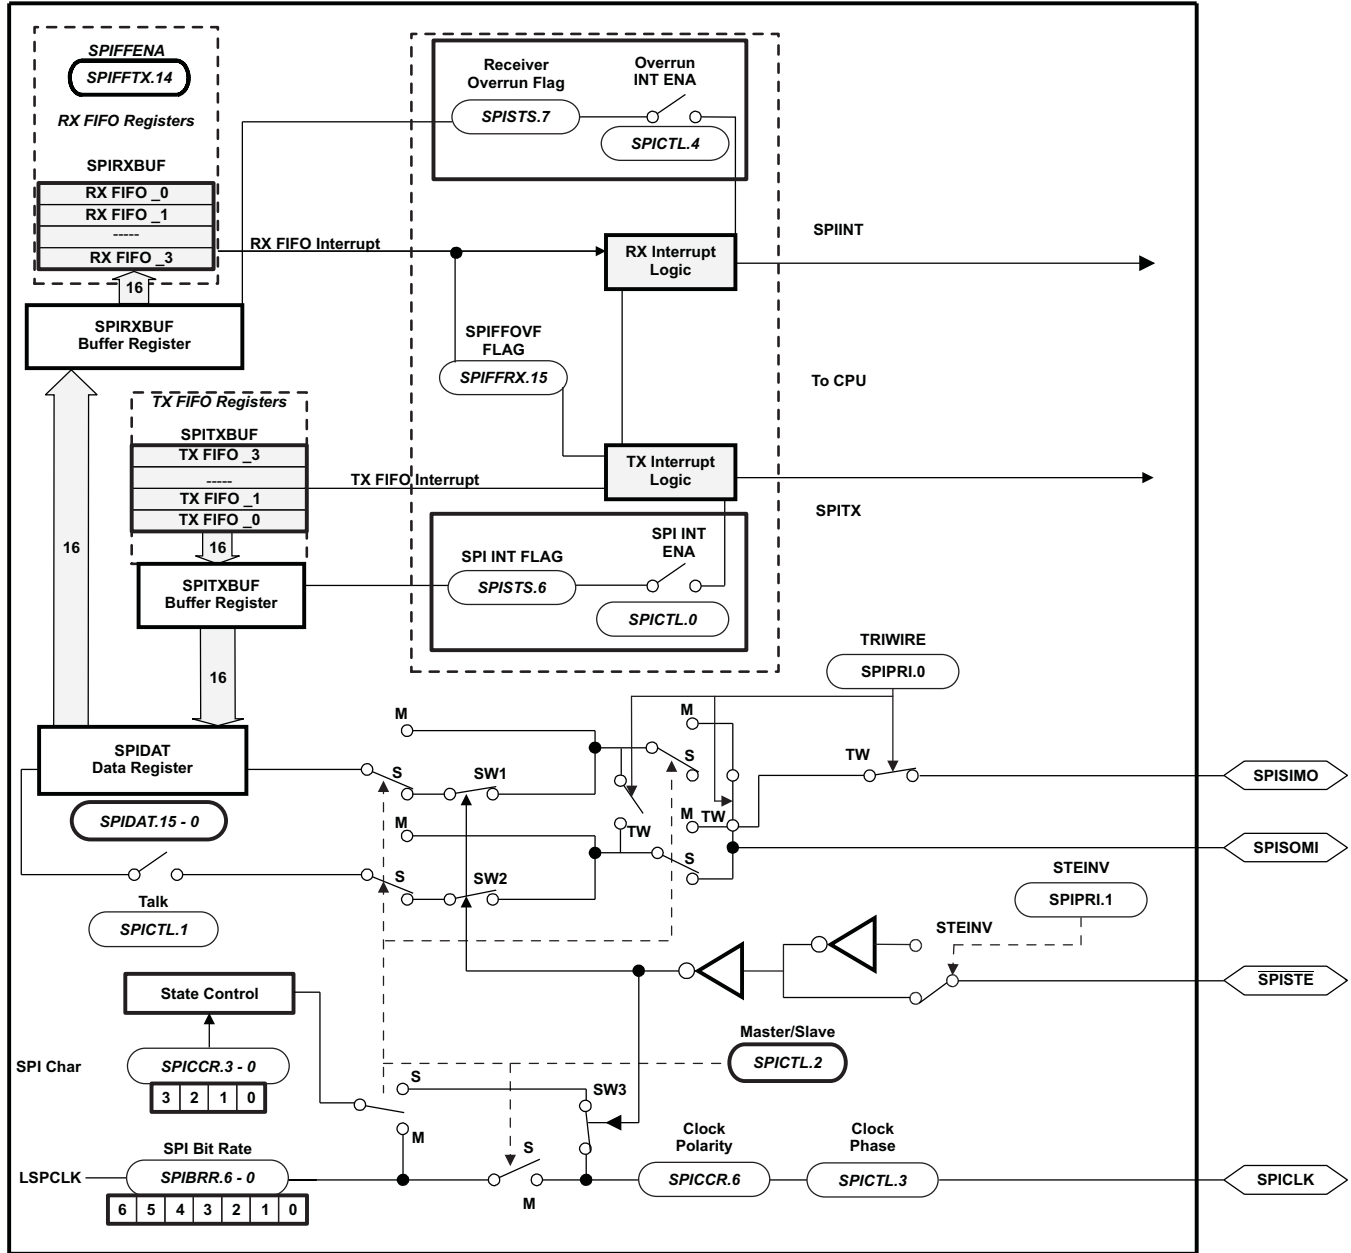 SPIFFENA
SPIFFTX.14
RX FIFO Registers
SPIRXBUF
RX FIFO _0
RX FIFO _1
-----
RX FIFO _3
16
SPIRXBUF
Buffer Register
Receiver
Overrun Flag
SPISTS.7
Overrun
INT ENA
SPICTL.4
RX FIFO Interrupt
RX Interrupt
Logic
SPIINT
SPIFFOVF
FLAG
SPIFFRX.15
To CPU
TX FIFO Registers
SPITXBUF
TX FIFO _3
-----
TX FIFO _1
TX FIFO _0
TX FIFO Interrupt
TX Interrupt
Logic
SPITX
16
16
SPITXBUF
Buffer Register
SPI INT FLAG
SPISTS.6
SPI INT
ENA
SPICTL.0
16
TRIWIRE
SPIPRI.0
SPIDAT
Data Register
SPIDAT.15 - 0
M
S
SW1
M
S
TW
SPISIMO
M
S
SW2
TW
M
TW
S
SPISOMI
Talk
SPICTL.1
STEINV
SPIPRI.1
STEINV
SPISTE
State Control
SPI Char
SPICCR.3 - 0
3 2 1 0
Master/Slave
SPICTL.2
S
M
SW3
SPI Bit Rate
LSPCLK
SPIBRR.6 - 0
6 5 4 3 2 1 0
S
M
Clock
Polarity
SPICCR.6
Clock
Phase
SPICTL.3
SPICLK